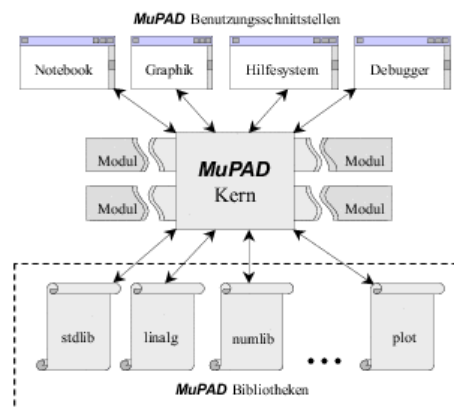 MuPAD Benutzungsschnittstellen
Notebook Graphik Hilfesystem Debugger
Modul MuPAD Modul
Kern
Modul Modul
stdlib linalg numlib ••• plot
MuPAD Bibliotheken